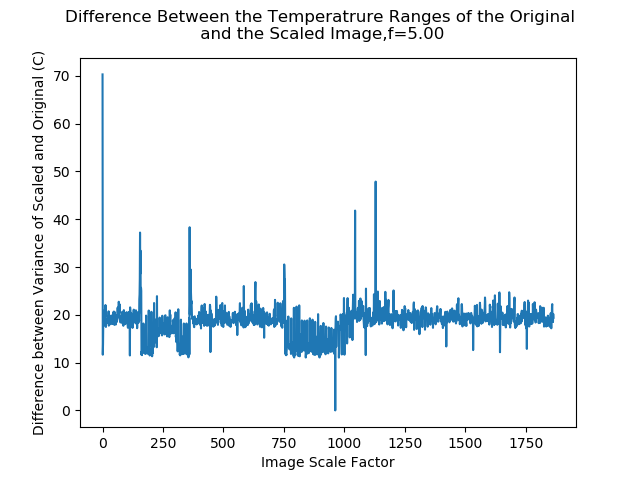 Difference Between the Temperatrure Ranges of the Original
and the Scaled Image,f=5.00
Difference between Variance of Scaled and Original (C)
70
60
50
40
30
20
10
0
0 250 500 750 1000 1250 1500 1750
Image Scale Factor